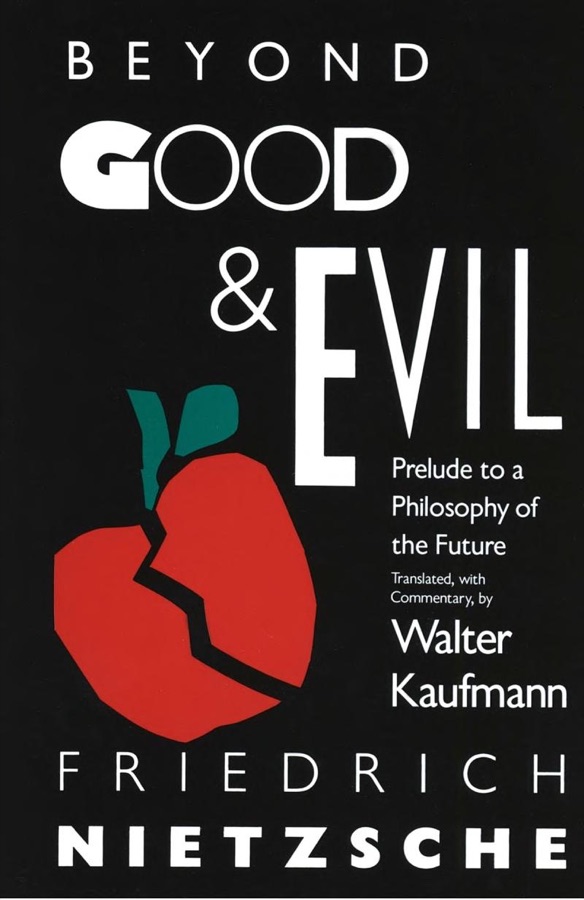 BEYOND
GOOD
& EVIL
Prelude to a
Philosophy of
the Future
Translated, with
Commentary, by
Walter
Kaufmann
FRIEDRICH
NIETZSCHE